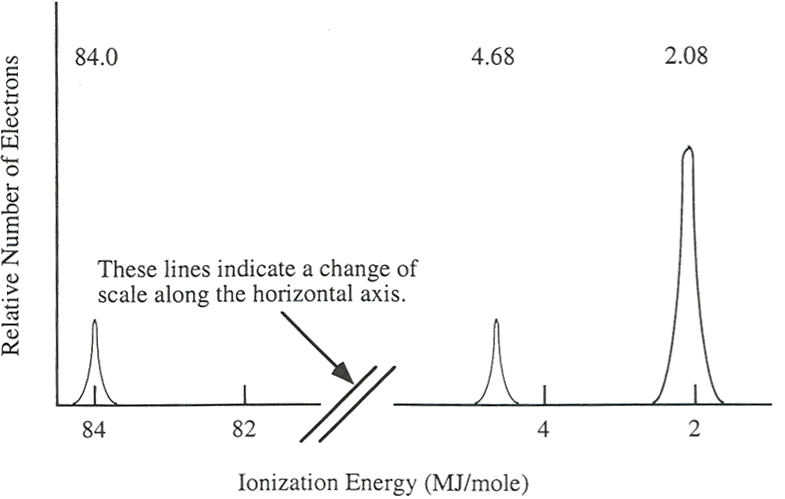 84.0 4.68 2.08
Relative Number of Electrons
These lines indicate a change of
scale along the horizontal axis.
84 82 4 2
Ionization Energy (MJ/mole)